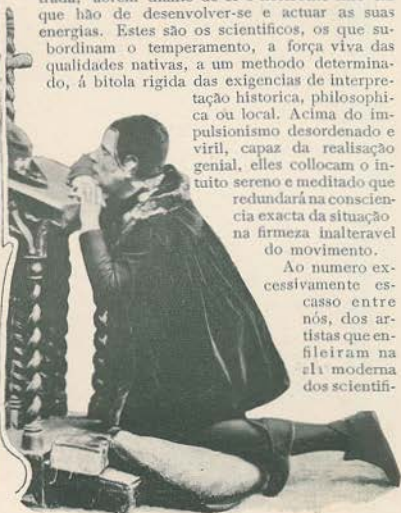 que hão de desenvolver-se e actuar as suas
energias. Estes são os scientificos, os que su-
bordinam o temperamento, a força viva das
qualidades nativas, a um methodo determina-
do, á bitola rigida das exigencias de interpre-
tação historica, philosophi-
ca ou local. Acima do im-
pulsionismo desordenado e
viril, capaz da realisação
genial, elles collocam o in-
tuito sereno e meditado que
redundará na conscien-
cia exacta da situação
na firmeza inalteravel
do movimento.
Ao numero ex-
cessivamente es-
casso entre
nós, dos ar-
tistas que en-
fileiram na
moderna
dos scientifi-